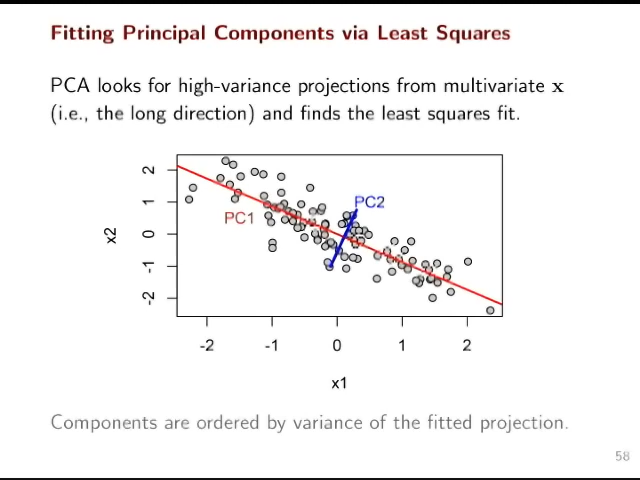 Fitting Principal Components via Least Squares
PCA looks for high-variance projections from multivariate x
(i.e., the long direction) and finds the least squares fit.
2
1
0
-1
-2
x2
PC1
PC2
-2 -1 0 1 2
x1
Components are ordered by variance of the fitted projection.
58